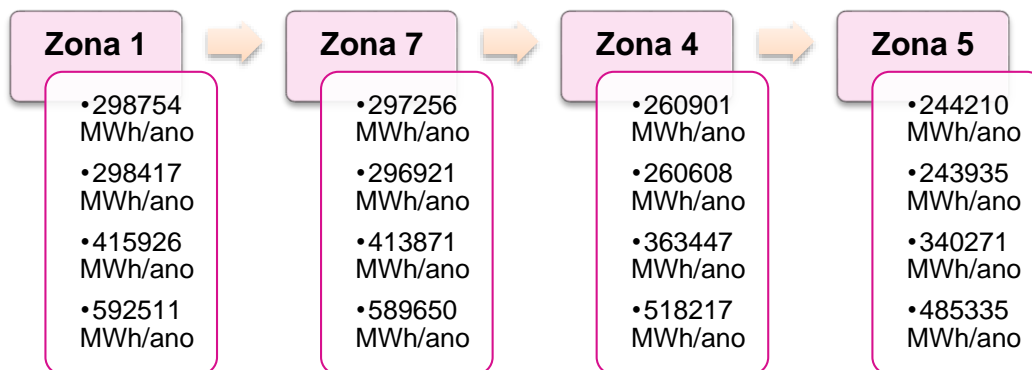 Zona 1
•298754
MWh/ano
•298417
MWh/ano
•415926
MWh/ano
•592511
MWh/ano
Zona 7
•297256
MWh/ano
•296921
MWh/ano
•413871
MWh/ano
•589650
MWh/ano
Zona 4
•260901
MWh/ano
•260608
MWh/ano
•363447
MWh/ano
•518217
MWh/ano
Zona 5
•244210
MWh/ano
•243935
MWh/ano
•340271
MWh/ano
•485335
MWh/ano